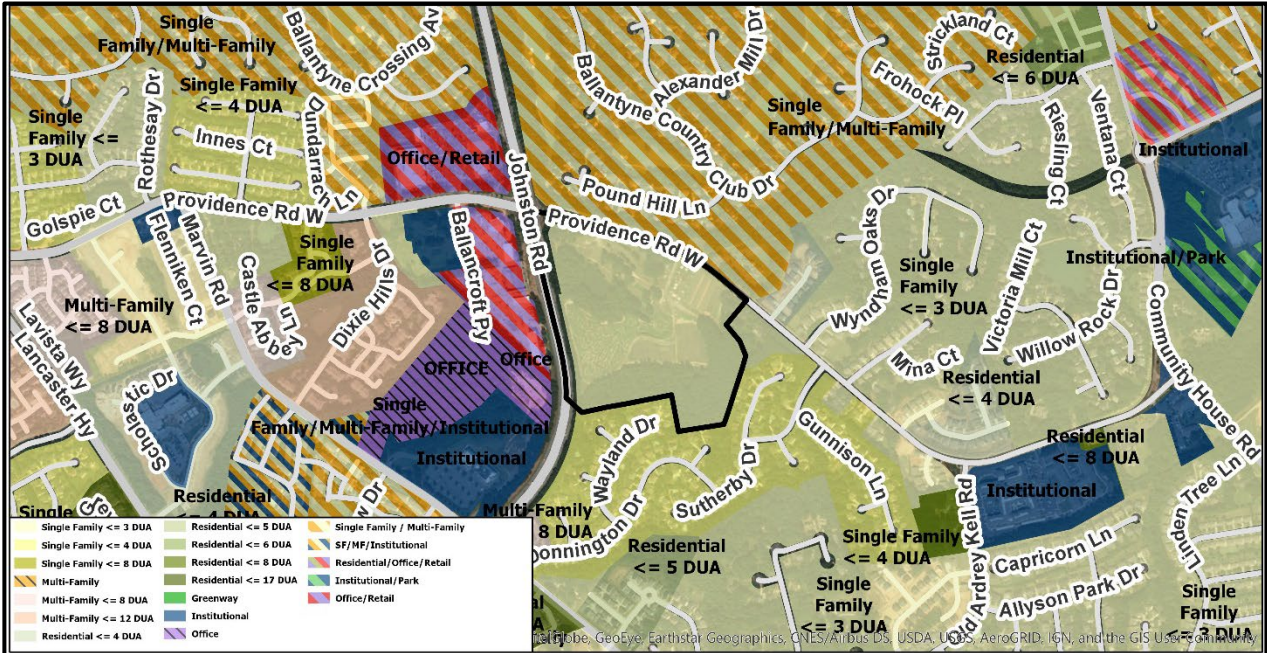 Single
Family/Multi-Family
Ballantyne Crossing Av
Single Family
<= 4 DUA
Single
Family <=
3 DUA
Rothesay Dr
Innes Ct
Dundarrach Ln
Office/Retail
Johnston Rd
Ballantyne Country Club Dr
Alexander Mill Dr
Strickland Ct
Frohock Pl
Single
Family/Multi-Family
Residential
<= 6 DUA
Riesling Ct
Ventana Ct
Institutional
Golspie Ct
Providence Rd W
Pound Hill Ln
Providence Rd W
Flenniken Ct
Marvin Rd
Castle Abbey Ln
Single
Family
<= 8 DUA
Dixie Hills Dr
Ballancroft Py
Wyndham Oaks Dr
Single
Family
<= 3 DUA
Victoria Mill Ct
Willow Rock Dr
Institutional/Park
Community House Rd
Multi-Family
<= 8 DUA
Lavista Wy
Lancaster Hy
Scholastic Dr
OFFICE
Office
Mina Ct
Residential
<= 4 DUA
Single
Family/Multi-Family/Institutional
Institutional
Wayland Dr
Donnington Dr
Sutherby Dr
Gunnison Ln
Residential
<= 8 DUA
Institutional
Linden Tree Ln
Residential
<= 4 DUA
Multi-Family
8 DUA
Residential
<= 5 DUA
Single Family
<= 4 DUA
Old Ardrey Kell Rd
Capricorn Ln
Allyson Park Dr
Single
Family
<= 3 DUA
Single
Family
<= 3 DUA
Single Family <= 3 DUA
Single Family <= 4 DUA
Single Family <= 8 DUA
Multi-Family
Multi-Family <= 8 DUA
Multi-Family <= 12 DUA
Residential <= 4 DUA
Residential <= 5 DUA
Residential <= 6 DUA
Residential <= 8 DUA
Residential <= 17 DUA
Greenway
Institutional
Office
Single Family / Multi-Family
SF/MF/Institutional
Residential/Office/Retail
Institutional/Park
Office/Retail
GeoEye, Earthstar Geographics, CNES/Airbus DS, USDA, USGS, AeroGRID, IGN, and the GIS User Community